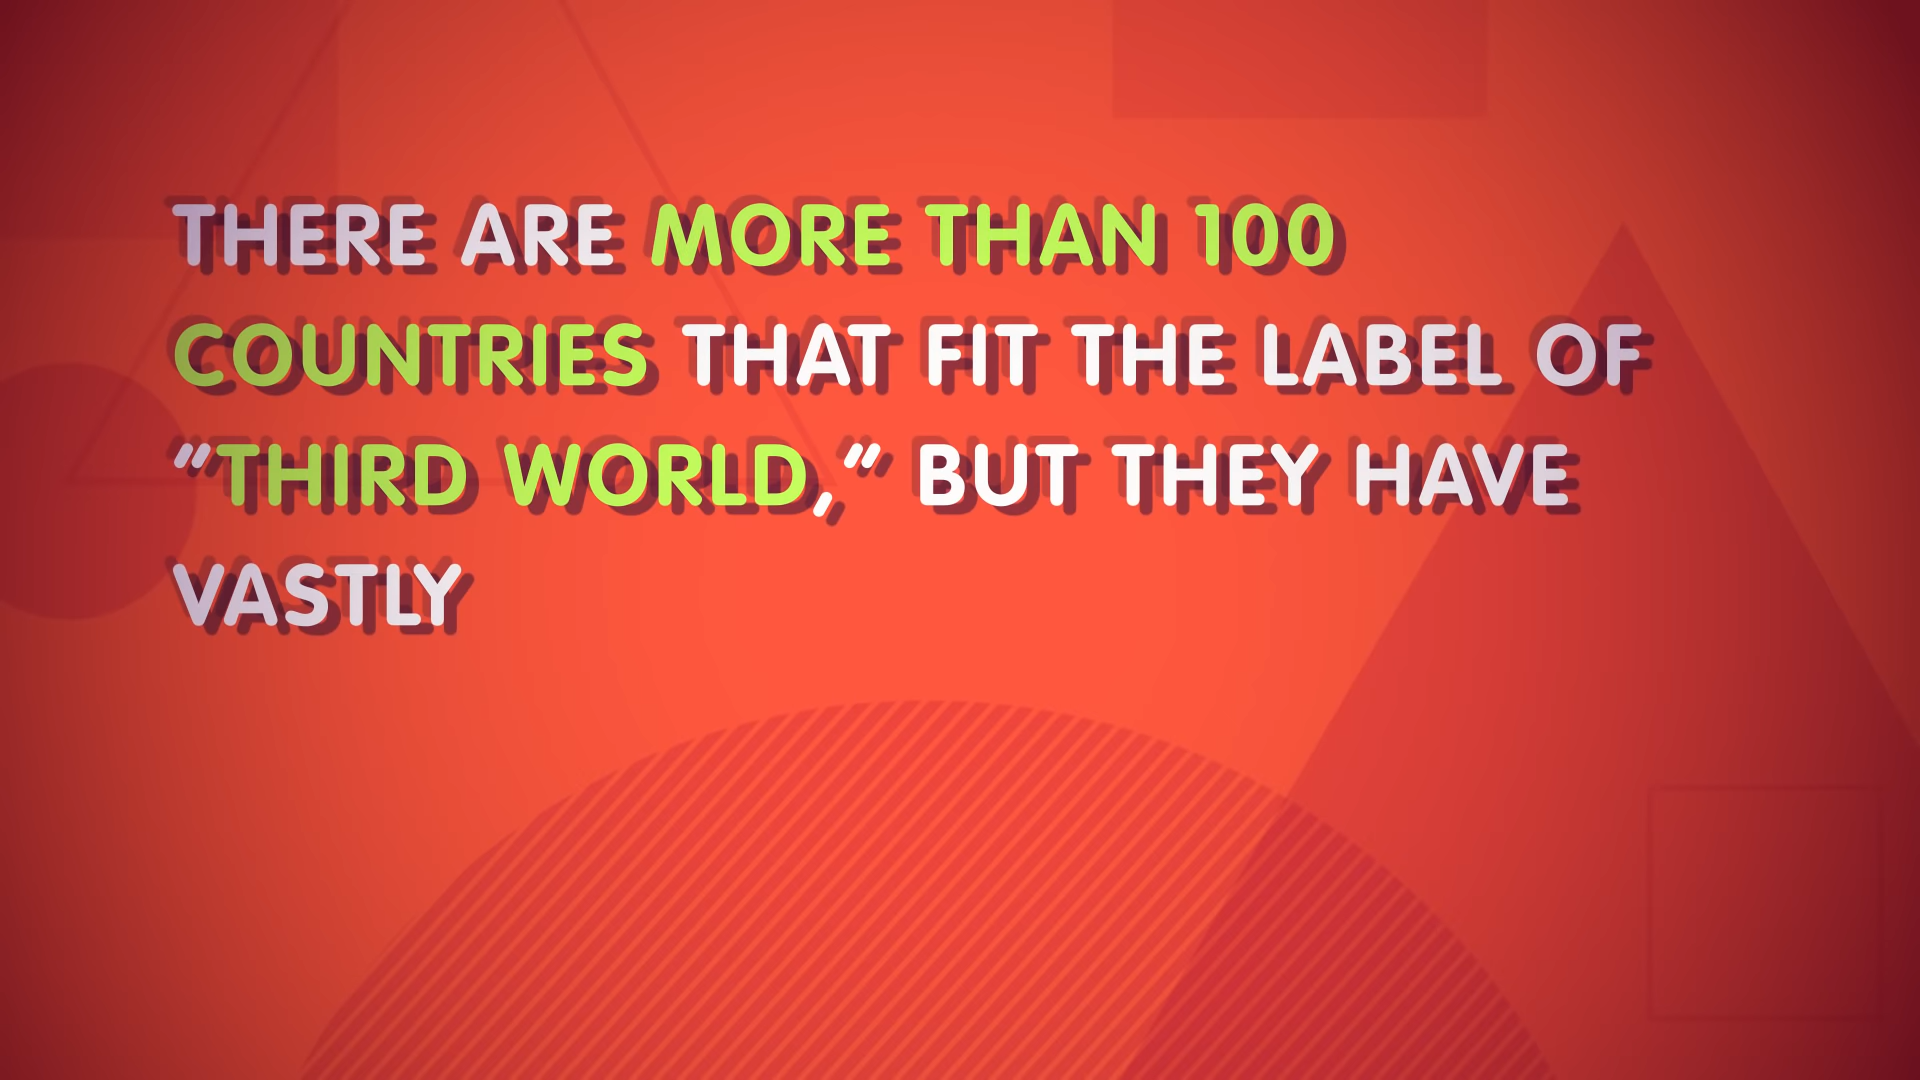 THERE ARE MORE THAN 100
COUNTRIES THAT FIT THE LABEL OF
"THIRD WORLD," BUT THEY HAVE
VASTLY